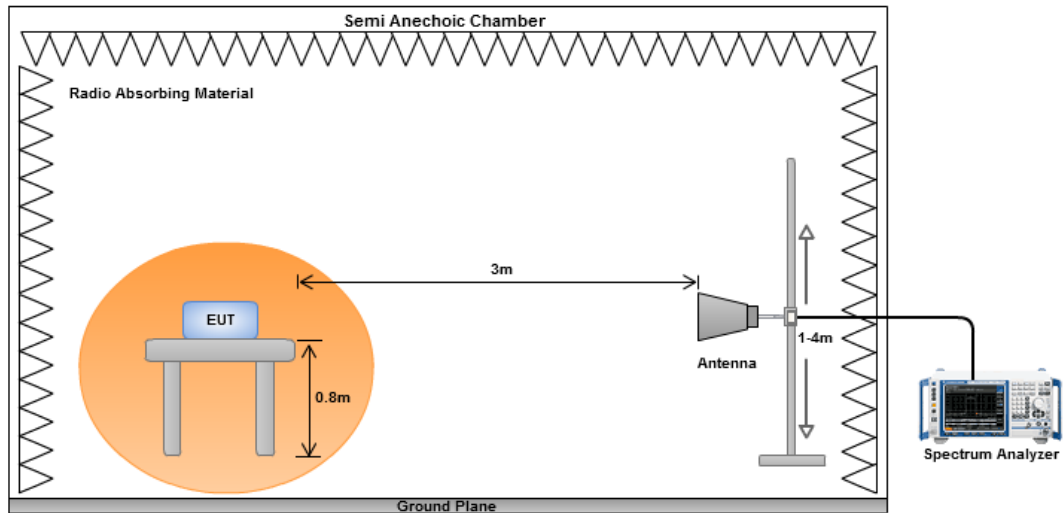 Semi Anechoic Chamber
Radio Absorbing Material
3m
EUT
1-4m
Antenna
0.8m
Spectrum Analyzer
Ground Plane